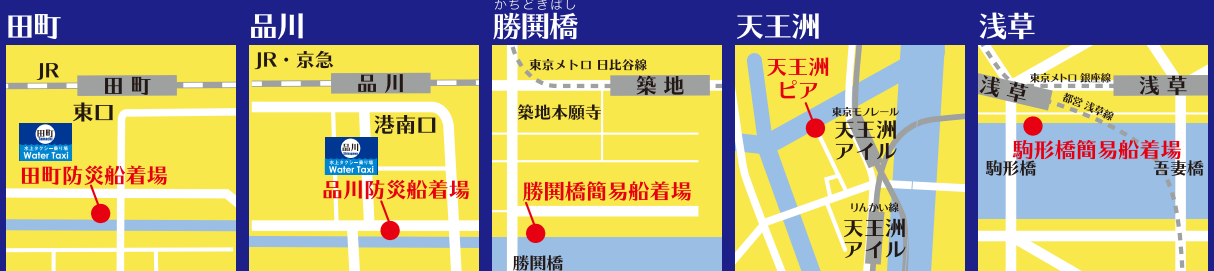 田町
JR
田町
東口
田町
水上タクシー乗り場
Water Taxi
田町防災船着場
品川
JR・京急
品川
港南口
品川
水上タクシー乗り場
Water Taxi
品川防災船着場
かちどきばし
勝鬨橋
東京メトロ 日比谷線
築地
築地本願寺
勝鬨橋簡易船着場
勝鬨橋
天王洲
天王洲
ピア
東京モノレール
天王洲
アイル
りんかい線
天王洲
アイル
浅草
東京メトロ 銀座線
浅草
浅草
都営 浅草線
駒形橋簡易船着場
駒形橋
吾妻橋